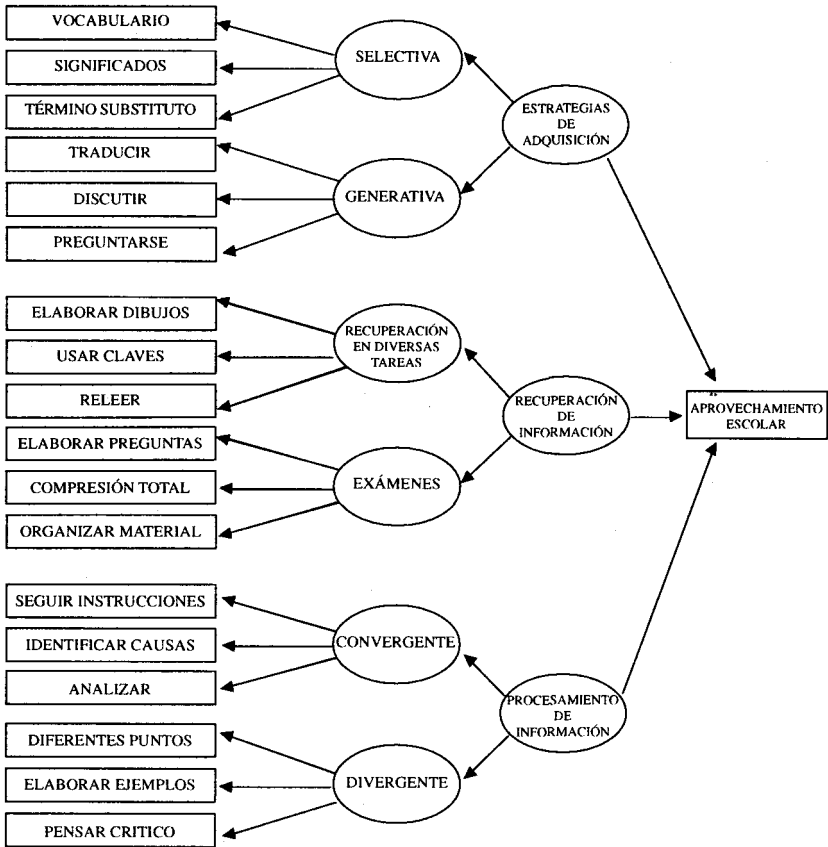 VOCABULARIO
SIGNIFICADOS
TÉRMINO SUBSTITUTO
TRADUCIR
DISCUTIR
PREGUNTARSE
SELECTIVA
GENERATIVA
ESTRATEGIAS
DE
ADQUISICIÓN
ELABORAR DIBUJOS
USAR CLAVES
RELEER
ELABORAR PREGUNTAS
COMPRESIÓN TOTAL
ORGANIZAR MATERIAL
RECUPERACIÓN
EN DIVERSAS
TAREAS
EXÁMENES
RECUPERACIÓN
DE
INFORMACIÓN
APROVECHAMIENTO
ESCOLAR
SEGUIR INSTRUCCIONES
IDENTIFICAR CAUSAS
ANALIZAR
DIFERENTES PUNTOS
ELABORAR EJEMPLOS
PENSAR CRITICO
CONVERGENTE
DIVERGENTE
PROCESAMIENTO
DE
INFORMACIÓN